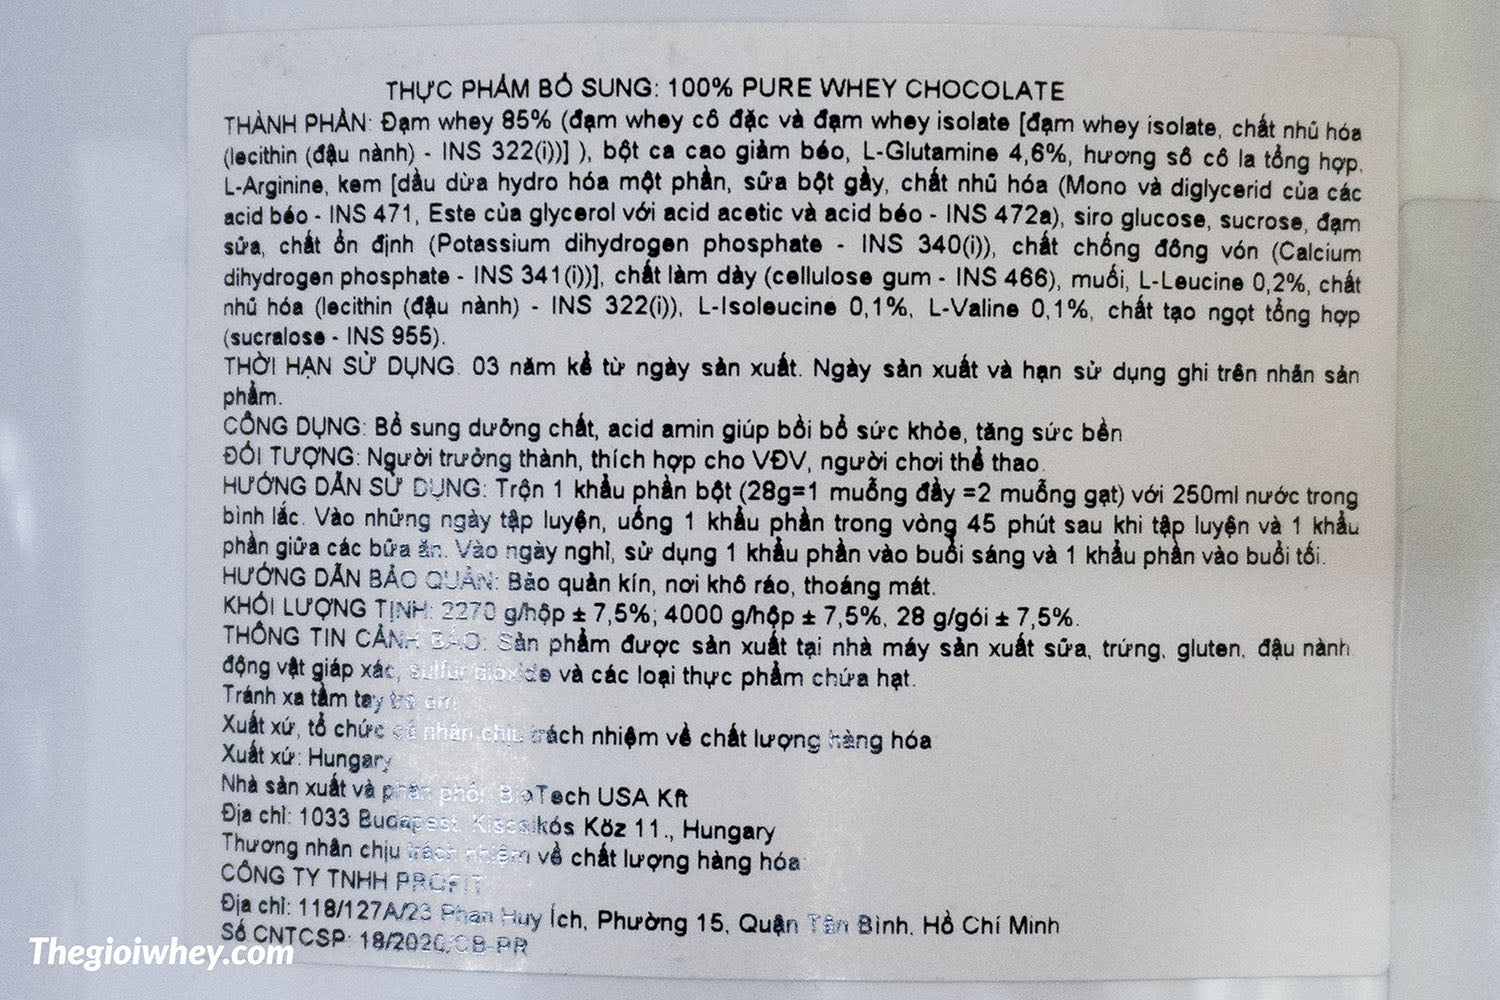 THỰC PHẨM BỔ SUNG: 100% PURE WHEY CHOCOLATE
THÀNH PHẦN: Đạm whey 85% (đạm whey cô đặc và đạm whey isolate [đạm whey isolate, chất nhũ hóa
(lecithin (đậu nành) - INS 322(i))] ), bột ca cao giảm béo, L-Glutamine 4,6%, hương sô cô la tổng hợp,
L-Arginine, kem [dầu dừa hydro hóa một phần, sữa bột gầy, chất nhũ hóa (Mono và diglycerid của các
acid béo - INS 471, Este của glycerol với acid acetic và acid béo - INS 472a), siro glucose, sucrose, đạm
sữa, chất ổn định (Potassium dihydrogen phosphate - INS 340(i)), chất chống đông vón (Calcium
dihydrogen phosphate - INS 341(i))], chất làm dày (cellulose gum - INS 466), muối, L-Leucine 0,2%, chất
nhũ hóa (lecithin (đậu nành) - INS 322(i)), L-Isoleucine 0,1%, L-Valine 0,1%, chất tạo ngọt tổng hợp
(sucralose - INS 955).
THỜI HẠN SỬ DỤNG: 03 năm kể từ ngày sản xuất. Ngày sản xuất và hạn sử dụng ghi trên nhãn sản
phẩm.
CÔNG DỤNG: Bổ sung dưỡng chất, acid amin giúp bồi bổ sức khỏe, tăng sức bền
ĐỐI TƯỢNG: Người trưởng thành, thích hợp cho VĐV, người chơi thể thao.
HƯỚNG DẪN SỬ DỤNG: Trộn 1 khẩu phần bột (28g=1 muỗng đầy =2 muỗng gạt) với 250ml nước trong
bình lắc. Vào những ngày tập luyện, uống 1 khẩu phần trong vòng 45 phút sau khi tập luyện và 1 khẩu
phần giữa các bữa ăn. Vào ngày nghỉ, sử dụng 1 khẩu phần vào buổi sáng và 1 khẩu phần vào buổi tối.
HƯỚNG DẪN BẢO QUẢN: Bảo quản kín, nơi khô ráo, thoáng mát.
KHỐI LƯỢNG TỊNH: 2270 g/hộp ± 7,5%; 4000 g/hộp ± 7,5%, 28 g/gói ± 7,5%.
THÔNG TIN CẢNH BÁO: Sản phẩm được sản xuất tại nhà máy sản xuất sữa, trứng, gluten, đậu nành,
động vật giáp xác, sulfur dioxide và các loại thực phẩm chứa hạt.
Tránh xa tầm tay trẻ em
Xuất xứ, tổ chức cá nhân chịu trách nhiệm về chất lượng hàng hóa
Xuất xứ: Hungary
Nhà sản xuất và phân phối: BioTech USA Kft
Địa chỉ: 1033 Budapest, Kiscsikós Köz 11., Hungary
Thương nhân chịu trách nhiệm về chất lượng hàng hóa:
CÔNG TY TNHH PROFIT
Địa chỉ: 118/127A/23 Phan Huy Ích, Phường 15, Quận Tân Bình, Hồ Chí Minh
Số CNTCSP: 18/2020/CB-PR
Thegioiwhey.com